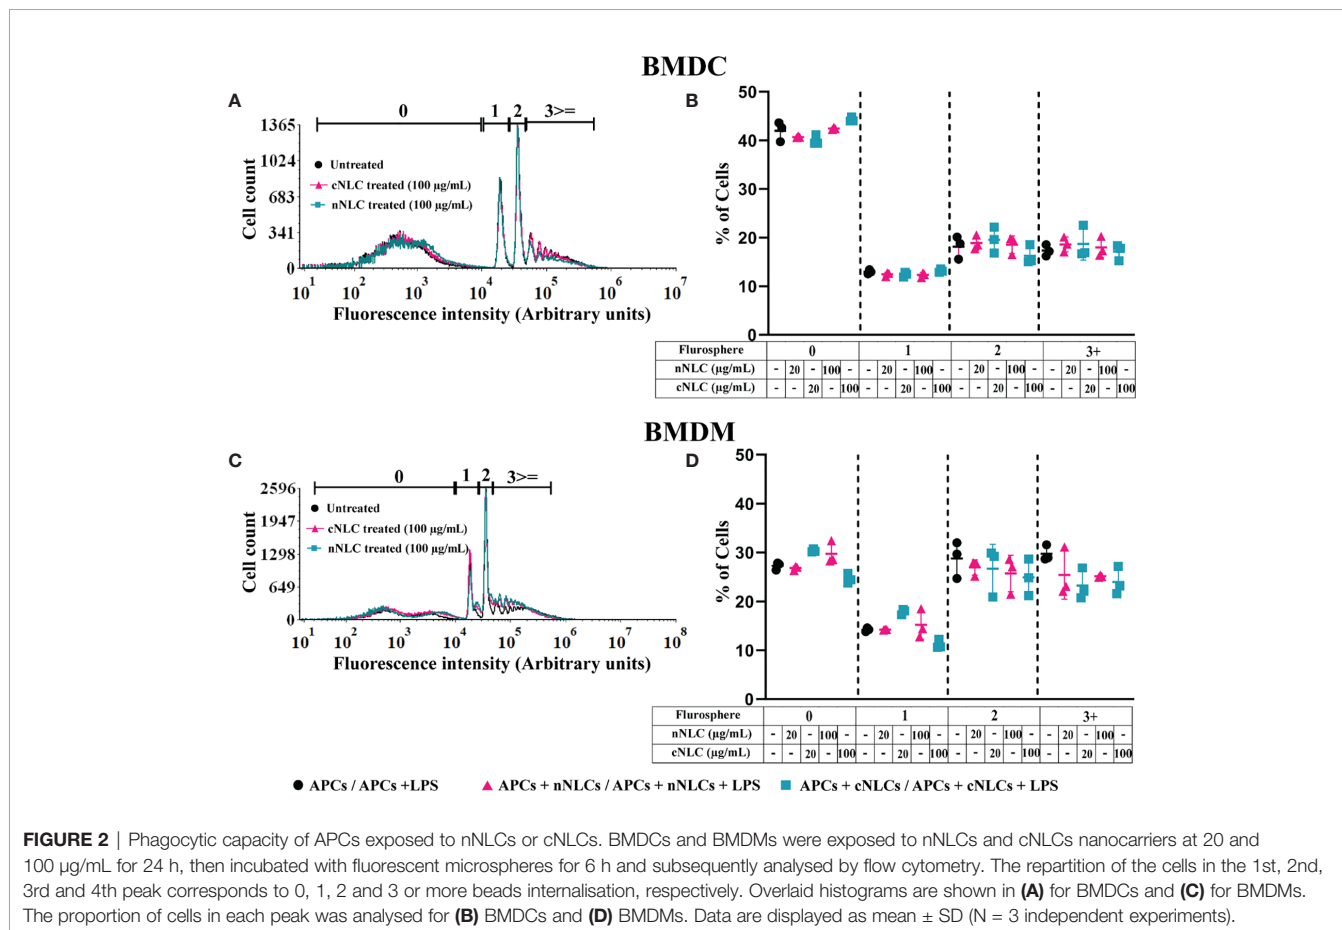 BMDC
A
0 1 2 3>=
1365
1024
683
341
0
Cell count
Untreated
cNLC treated (100 µg/mL)
nNLC treated (100 µg/mL)
10^1 10^2 10^3 10^4 10^5 10^6 10^7
Fluorescence intensity (Arbitrary units)
B
50
40
30
20
10
0
% of Cells
Flurosphere 0 1 2 3+
nNLC (µg/mL) - 20 - 100 - - 20 - 100 - - 20 - 100 - - 20 - 100 -
cNLC (µg/mL) - - 20 - 100 - - 20 - 100 - - 20 - 100 - - 20 - 100
BMDM
C
0 1 2 3>=
2596
1947
1298
649
0
Cell count
Untreated
cNLC treated (100 µg/mL)
nNLC treated (100 µg/mL)
10^1 10^2 10^3 10^4 10^5 10^6 10^7 10^8
Fluorescence intensity (Arbitrary units)
D
50
40
30
20
10
0
% of Cells
Flurosphere 0 1 2 3+
nNLC (µg/mL) - 20 - 100 - - 20 - 100 - - 20 - 100 - - 20 - 100 -
cNLC (µg/mL) - - 20 - 100 - - 20 - 100 - - 20 - 100 - - 20 - 100
APCs / APCs +LPS APCs + nNLCs / APCs + nNLCs + LPS APCs + cNLCs / APCs + cNLCs + LPS
FIGURE 2 | Phagocytic capacity of APCs exposed to nNLCs or cNLCs. BMDCs and BMDMs were exposed to nNLCs and cNLCs nanocarriers at 20 and
100 µg/mL for 24 h, then incubated with fluorescent microspheres for 6 h and subsequently analysed by flow cytometry. The repartition of the cells in the 1st, 2nd,
3rd and 4th peak corresponds to 0, 1, 2 and 3 or more beads internalisation, respectively. Overlaid histograms are shown in (A) for BMDCs and (C) for BMDMs.
The proportion of cells in each peak was analysed for (B) BMDCs and (D) BMDMs. Data are displayed as mean ± SD (N = 3 independent experiments).